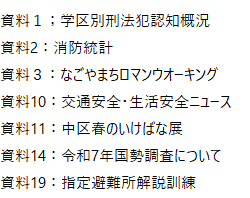 資料１；学区別刑法犯認知概況
資料2：消防統計
資料３：なごやまちロマンウオーキング
資料10：交通安全・生活安全ニュース
資料11：中区春のいけばな展
資料14：令和7年国勢調査について
資料19：指定避難所解説訓練